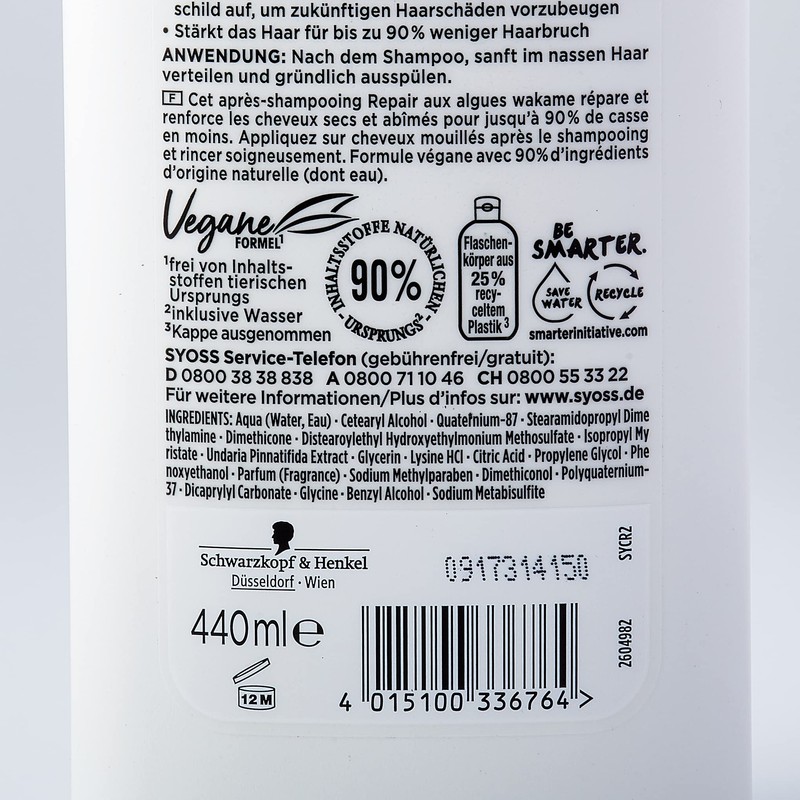 schild auf, um zukünftigen Haarschäden vorzubeugen
• Stärkt das Haar für bis zu 90% weniger Haarbruch
ANWENDUNG: Nach dem Shampoo, sanft im nassen Haar
verteilen und gründlich ausspülen.
F Cet après-shampooing Repair aux algues wakame répare et
renforce les cheveux secs et abîmés pour jusqu'à 90% de casse
en moins. Appliquez sur cheveux mouillés après le shampooing
et rincer soigneusement. Formule végane avec 90% d'ingrédients
d'origine naturelle (dont eau).
Vegane
FORMEL¹
¹frei von Inhalts-
stoffen tierischen
Ursprungs
²inklusive Wasser
³Kappe ausgenommen
INHALTSSTOFFE NATÜRLICHEN
90%
URSPRUNGS²
Flaschen-
körper aus
25%
recy-
celtem
Plastik³
BE
SMARTER.
SAVE
WATER
RECYCLE
smarterinitiative.com
SYOSS Service-Telefon (gebührenfrei/gratuit):
D 0800 38 38 838 A 0800 71 10 46 CH 0800 55 33 22
Für weitere Informationen/Plus d'infos sur: www.syoss.de
INGREDIENTS: Aqua (Water, Eau) · Cetearyl Alcohol · Quaternium-87 · Stearamidopropyl Dime
thylamine · Dimethicone · Distearoylethyl Hydroxyethylmonium Methosulfate · Isopropyl My
ristate · Undaria Pinnatifida Extract · Glycerin · Lysine HCl · Citric Acid · Propylene Glycol · Phe
noxyethanol · Parfum (Fragrance) · Sodium Methylparaben · Dimethiconol · Polyquaternium-
37 · Dicaprylyl Carbonate · Glycine · Benzyl Alcohol · Sodium Metabisulfite
Schwarzkopf & Henkel
Düsseldorf · Wien
0917314150
SYCR2
440ml e
2604982
12M
4 015100 336764 >